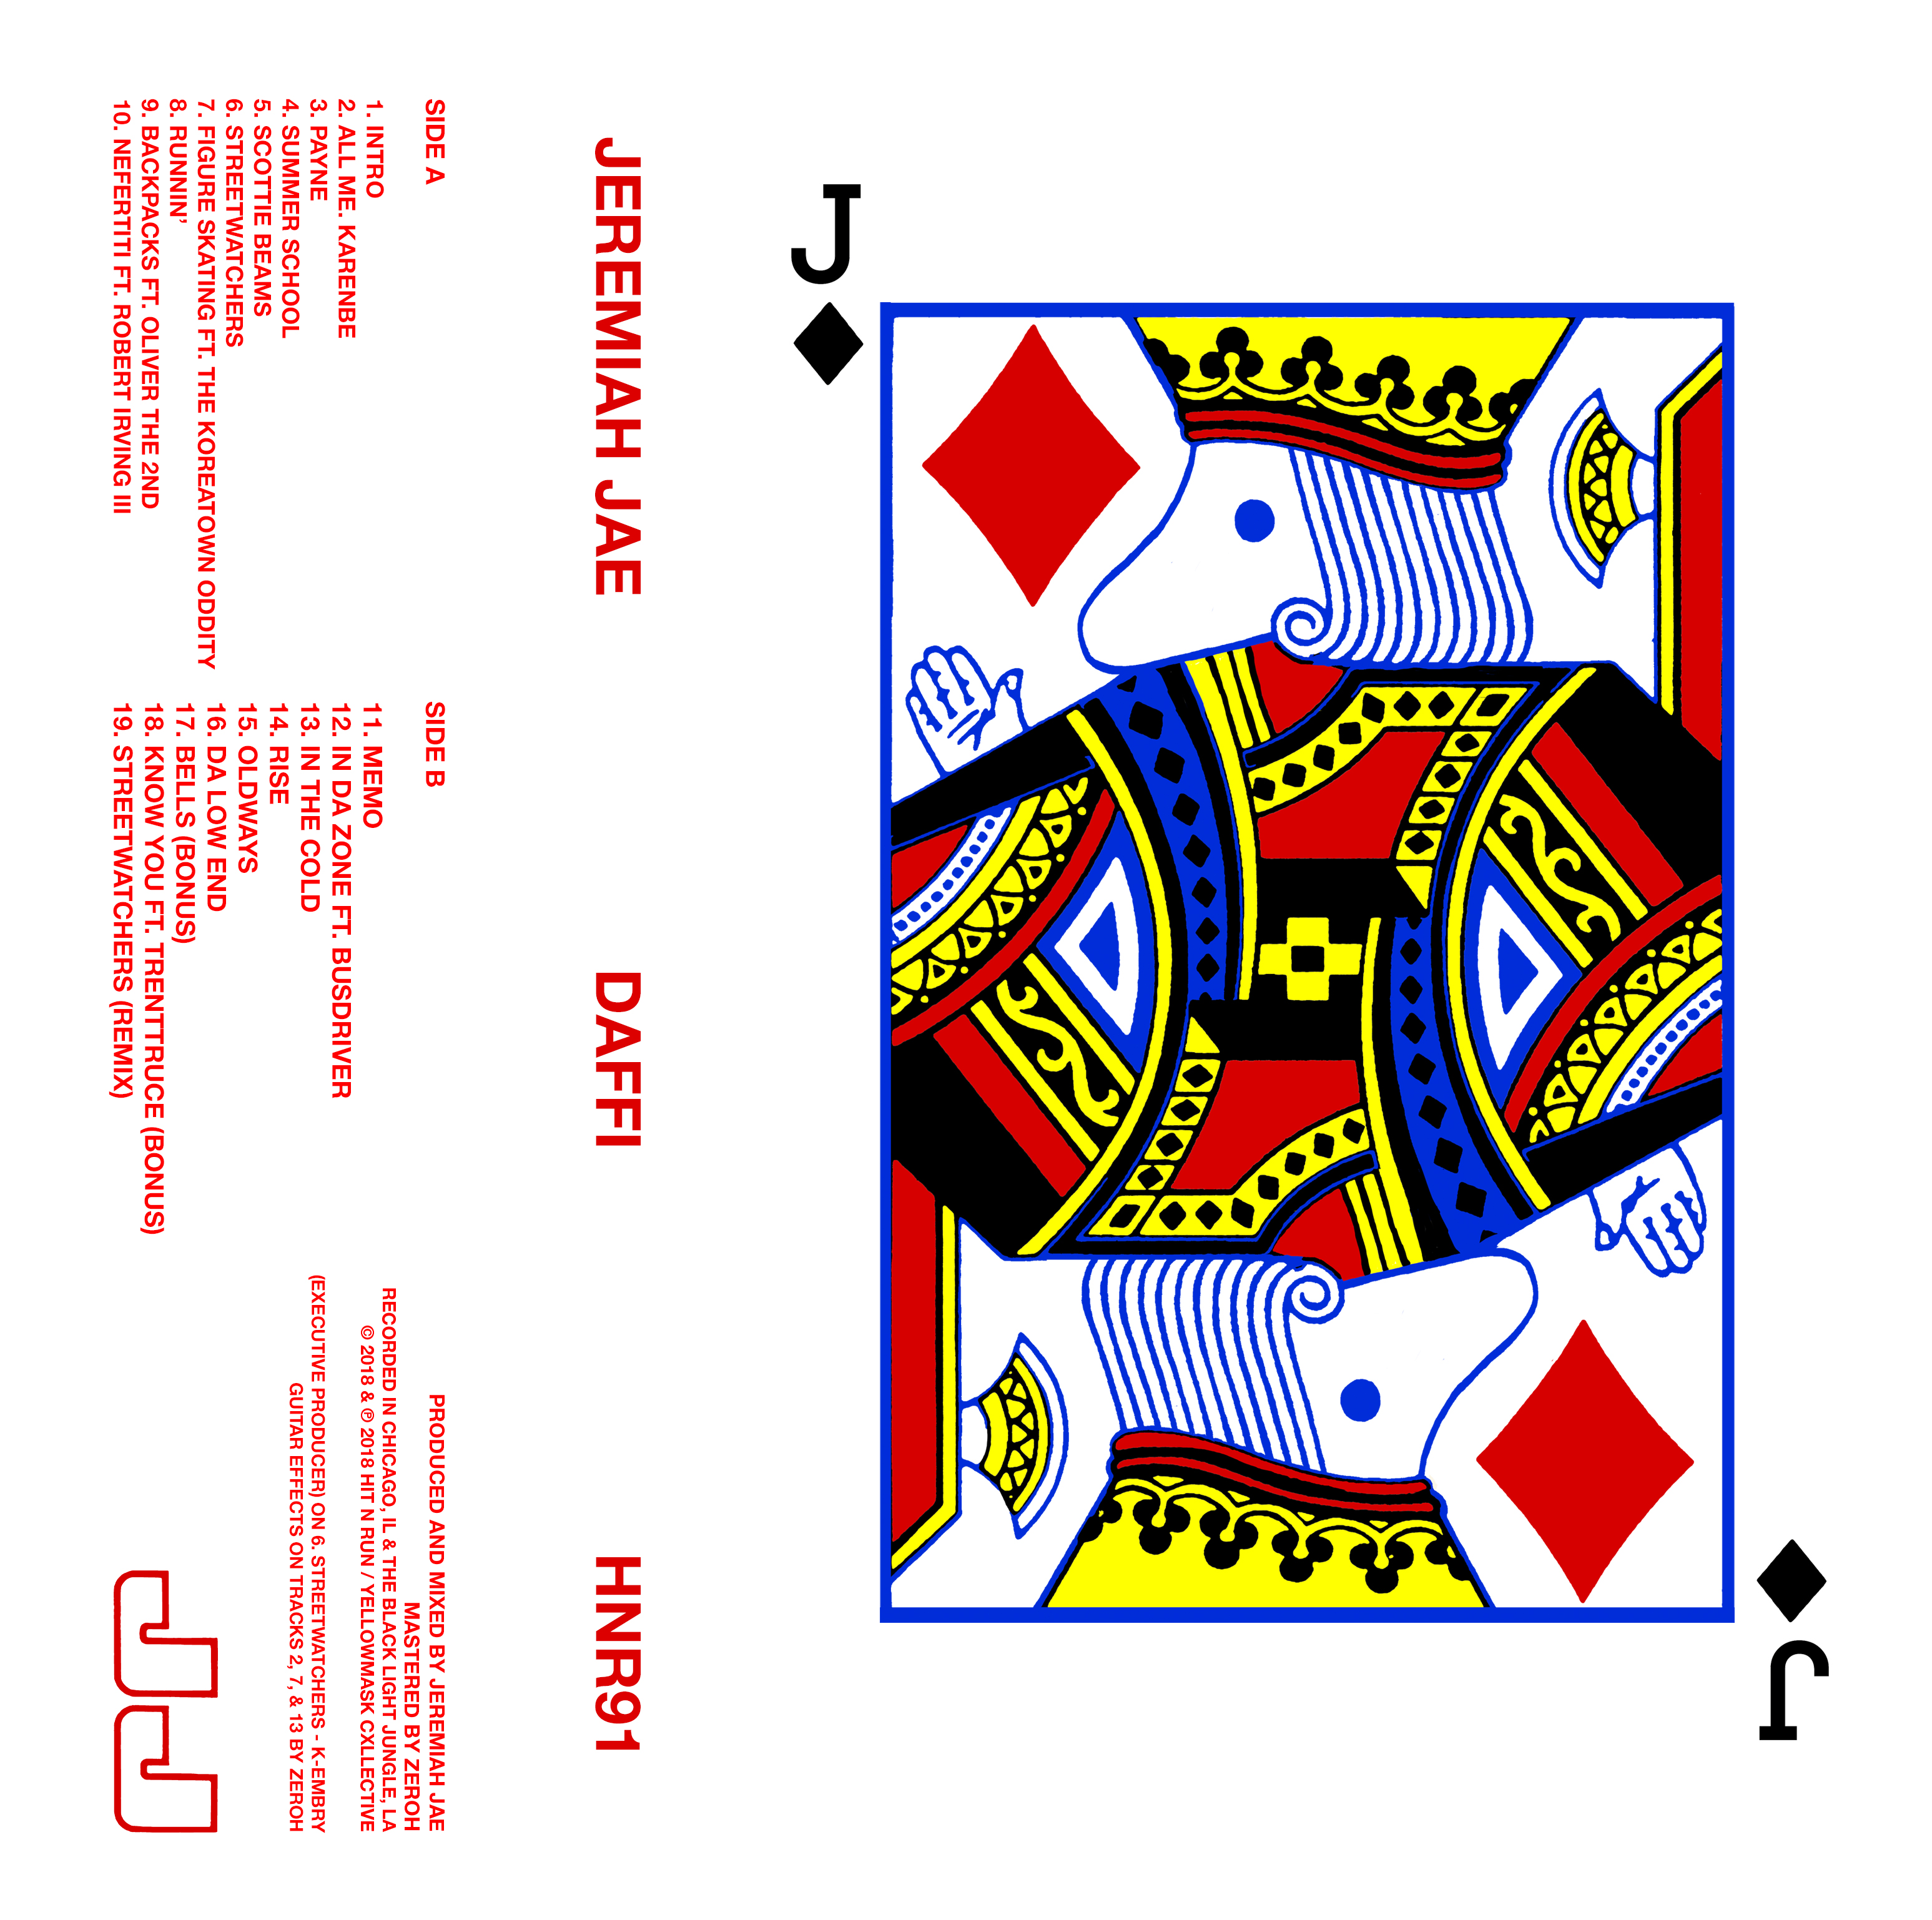 SIDE A
1. INTRO
2. ALL ME. KARENBE
3. PAYNE
4. SUMMER SCHOOL
5. SCOTTIE BEAMS
6. STREETWATCHERS
7. FIGURE SKATING FT. THE KOREATOWN ODDITY
8. RUNNIN'
9. BACKPACKS FT. OLIVER THE 2ND
10. NEFERTITI FT. ROBERT IRVING III
SIDE B
11. MEMO
12. IN DA ZONE FT. BUSDRIVER
13. IN THE COLD
14. RISE
15. OLDWAYS
16. DA LOW END
17. BELLS (BONUS)
18. KNOW YOU FT. TRENTTRUCE (BONUS)
19. STREETWATCHERS (REMIX)
PRODUCED AND MIXED BY JEREMIAH JAE
MASTERED BY ZEROH
RECORDED IN CHICAGO, IL & THE BLACK LIGHT JUNGLE, LA
© 2018 & ℗ 2018 HIT N RUN / YELLOWMASK CXLLECTIVE
(EXECUTIVE PRODUCER) ON 6. STREETWATCHERS - K-EMBRY
GUITAR EFFECTS ON TRACKS 2, 7, & 13 BY ZEROH
JJ
JEREMIAH JAE
DAFFI
HNR91
J
J